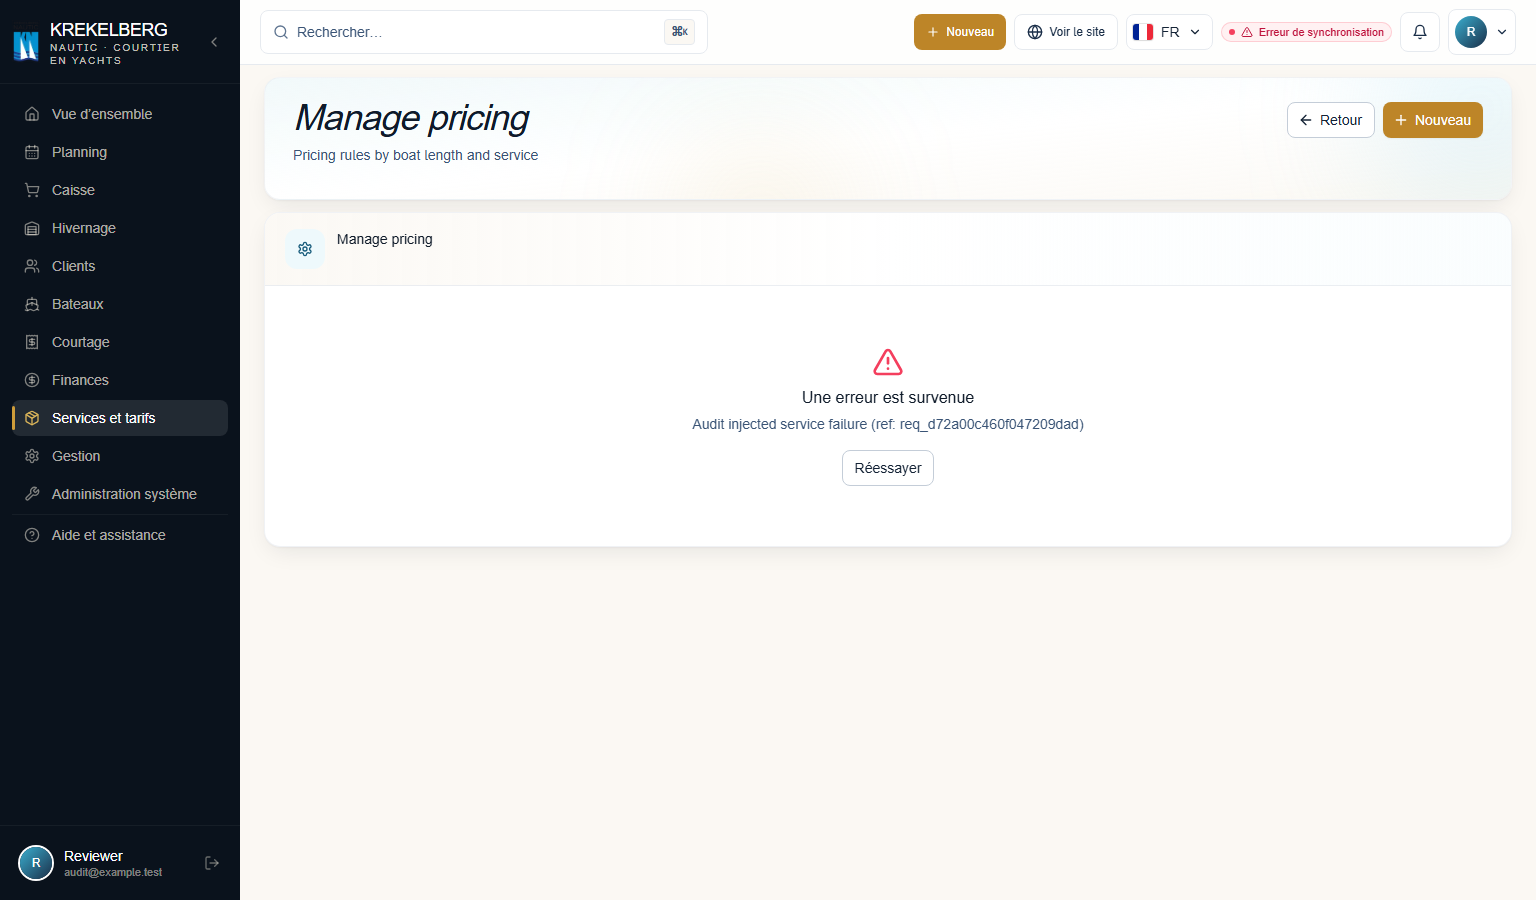 KREKELBERG
NAUTIC · COURTIER
EN YACHTS
Rechercher…
⌘K
Nouveau
Voir le site
FR
Erreur de synchronisation
R
Vue d’ensemble
Planning
Caisse
Hivernage
Clients
Bateaux
Courtage
Finances
Services et tarifs
Gestion
Administration système
Aide et assistance
Manage pricing
Pricing rules by boat length and service
Retour
Nouveau
Manage pricing
Une erreur est survenue
Audit injected service failure (ref: req_d72a00c460f047209dad)
Réessayer
R
Reviewer
audit@example.test